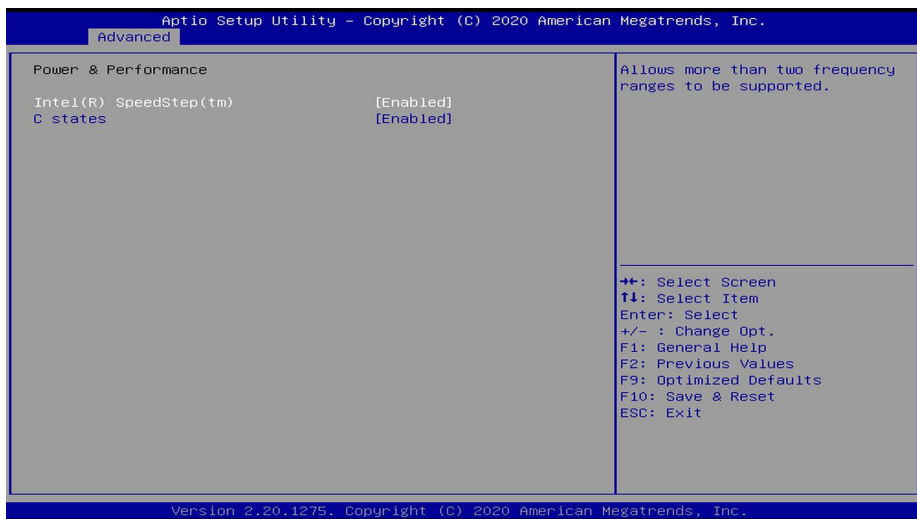 Aptio Setup Utility – Copyright (C) 2020 American Megatrends, Inc.
Advanced
Power & Performance
Intel(R) SpeedStep(tm) [Enabled]
C states [Enabled]
Allows more than two frequency
ranges to be supported.
→←: Select Screen
↑↓: Select Item
Enter: Select
+/- : Change Opt.
F1: General Help
F2: Previous Values
F9: Optimized Defaults
F10: Save & Reset
ESC: Exit
Version 2.20.1275. Copyright (C) 2020 American Megatrends, Inc.